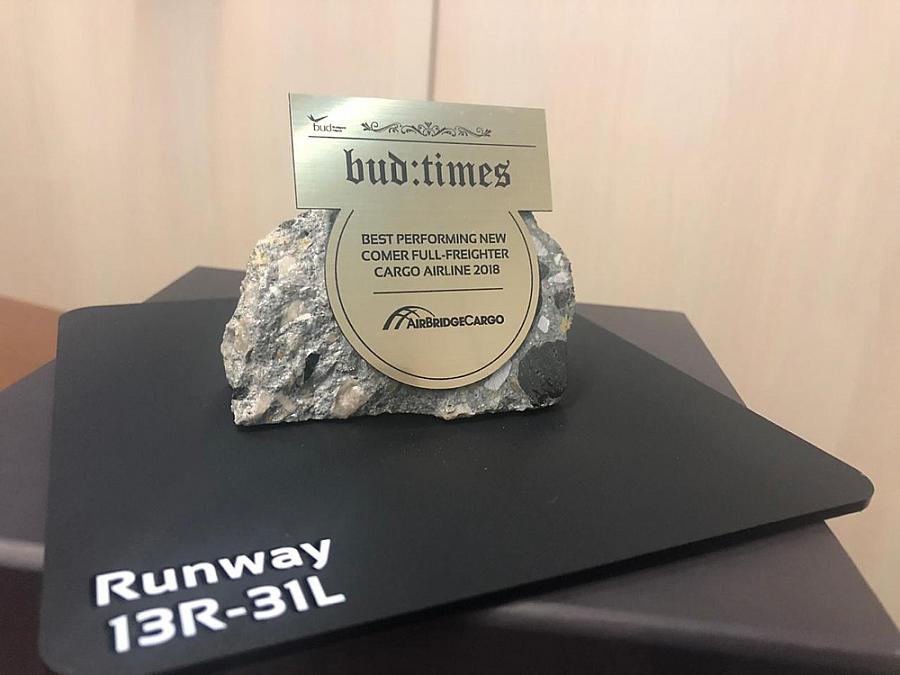 bud
bud:times
BEST PERFORMING NEW
COMER FULL-FREIGHTER
CARGO AIRLINE 2018
AIRBRIDGECARGO
Runway
13R-31L